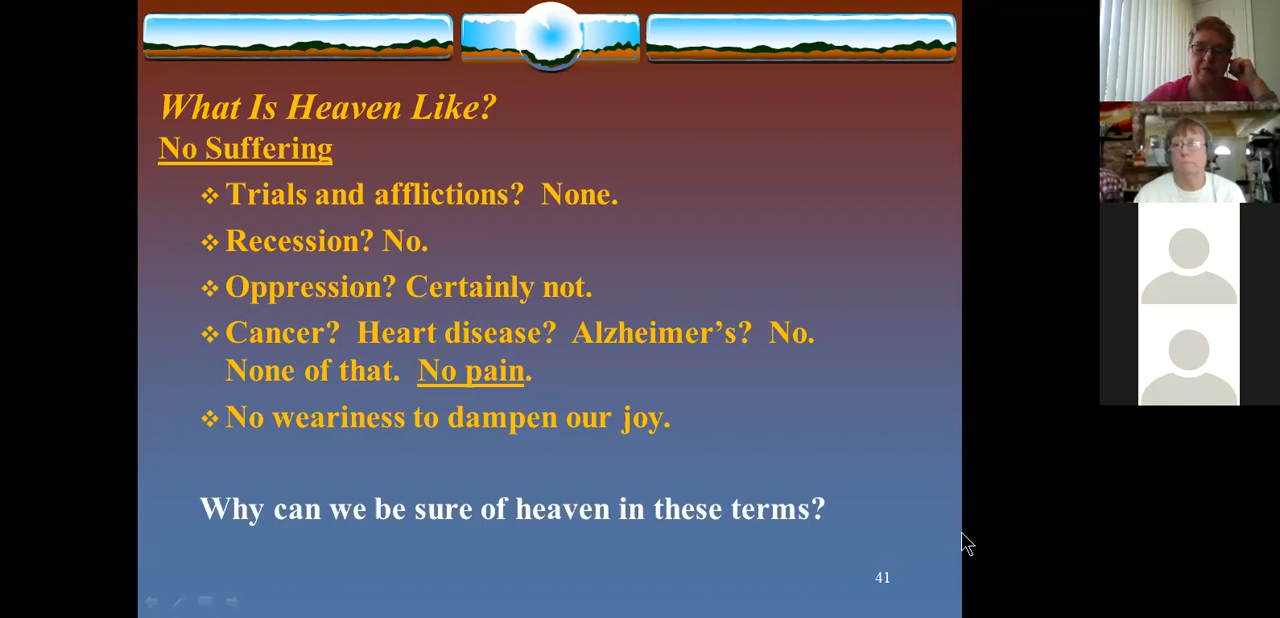 What Is Heaven Like?
No Suffering
❖ Trials and afflictions?  None.
❖ Recession? No.
❖ Oppression? Certainly not.
❖ Cancer?  Heart disease?  Alzheimer’s?  No.
None of that.  No pain.
❖ No weariness to dampen our joy.
Why can we be sure of heaven in these terms?
41